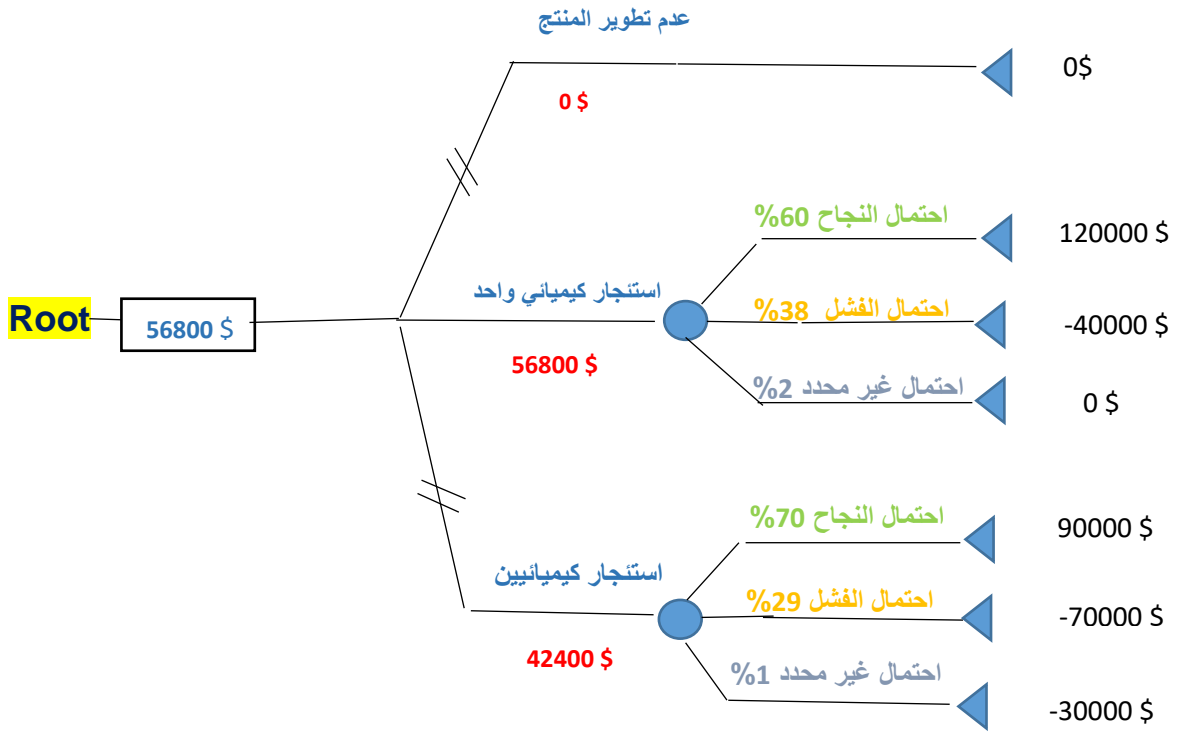 عدم تطوير المنتج
0$
0 $
احتمال النجاح 60%
120000 $
استئجار كيميائي واحد
Root
56800 $
احتمال الفشل 38%
-40000 $
56800 $
احتمال غير محدد 2%
0 $
احتمال النجاح 70%
90000 $
استئجار كيميائيين
احتمال الفشل 29%
-70000 $
42400 $
احتمال غير محدد 1%
-30000 $